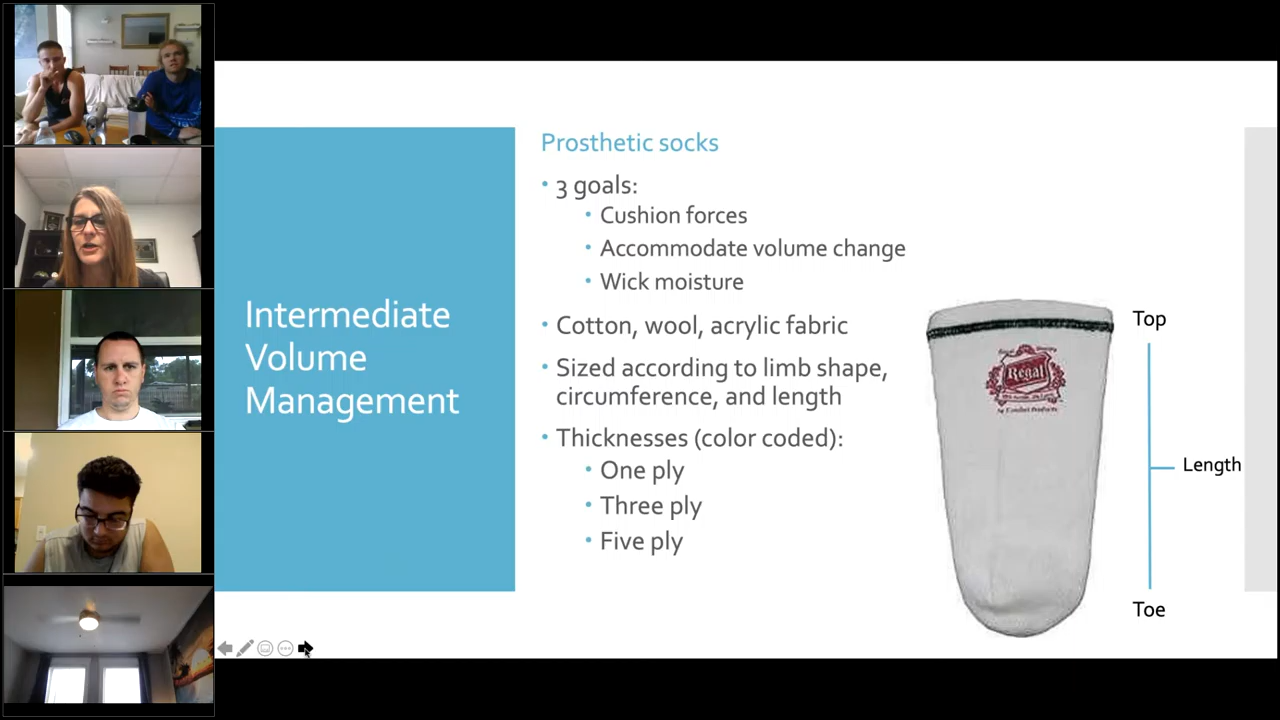 Intermediate
Volume
Management
Prosthetic socks
• 3 goals:
• Cushion forces
• Accommodate volume change
• Wick moisture
• Cotton, wool, acrylic fabric
• Sized according to limb shape,
circumference, and length
• Thicknesses (color coded):
• One ply
• Three ply
• Five ply
Regal
Top
Length
Toe